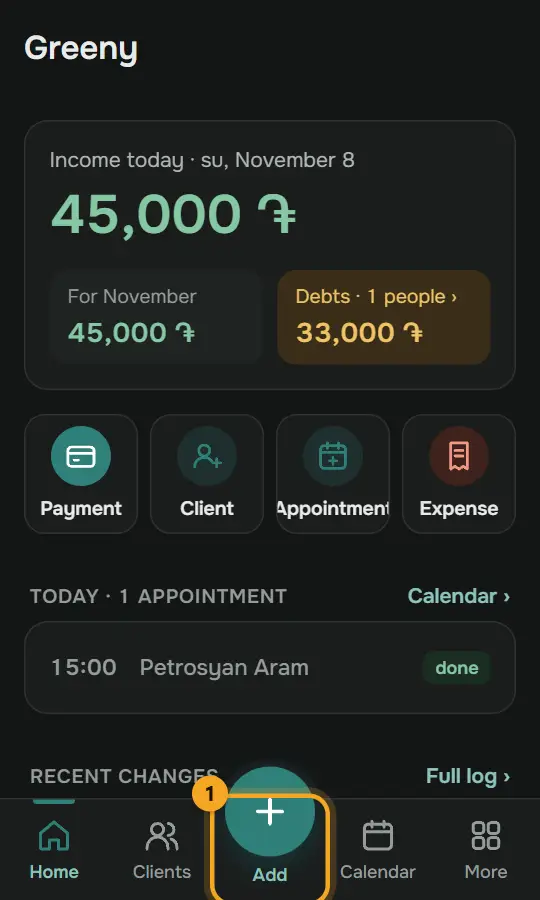 Greeny
Income today · su, November 8
45,000 ֏
For November
45,000 ֏
Debts · 1 people ›
33,000 ֏
Payment
Client
Appointment
Expense
TODAY · 1 APPOINTMENT
Calendar ›
15:00 Petrosyan Aram
done
RECENT CHANGES
Full log ›
1
Home
Clients
Add
Calendar
More